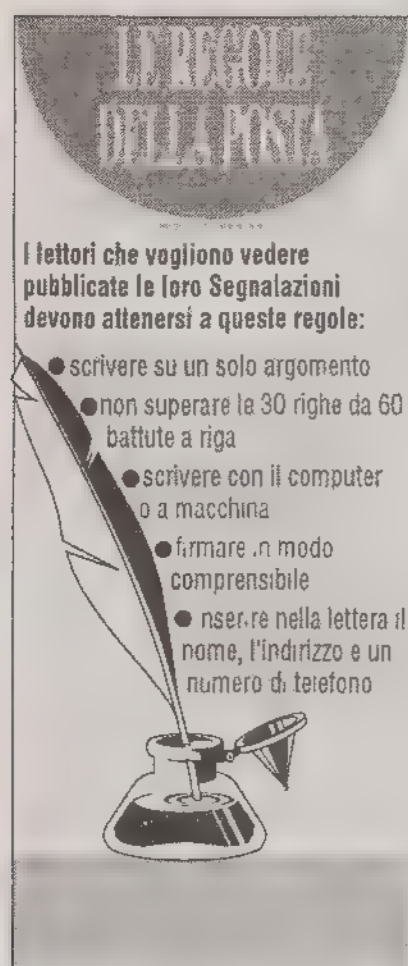 LE REGOLE
DELLA POSTA
I lettori che vogliono vedere
pubblicate le loro Segnalazioni
devono attenersi a queste regole:
● scrivere su un solo argomento
● non superare le 30 righe da 60
battute a riga
● scrivere con il computer
o a macchina
● firmare in modo
comprensibile
● inserire nella lettera il
nome, l'indirizzo e un
numero di telefono